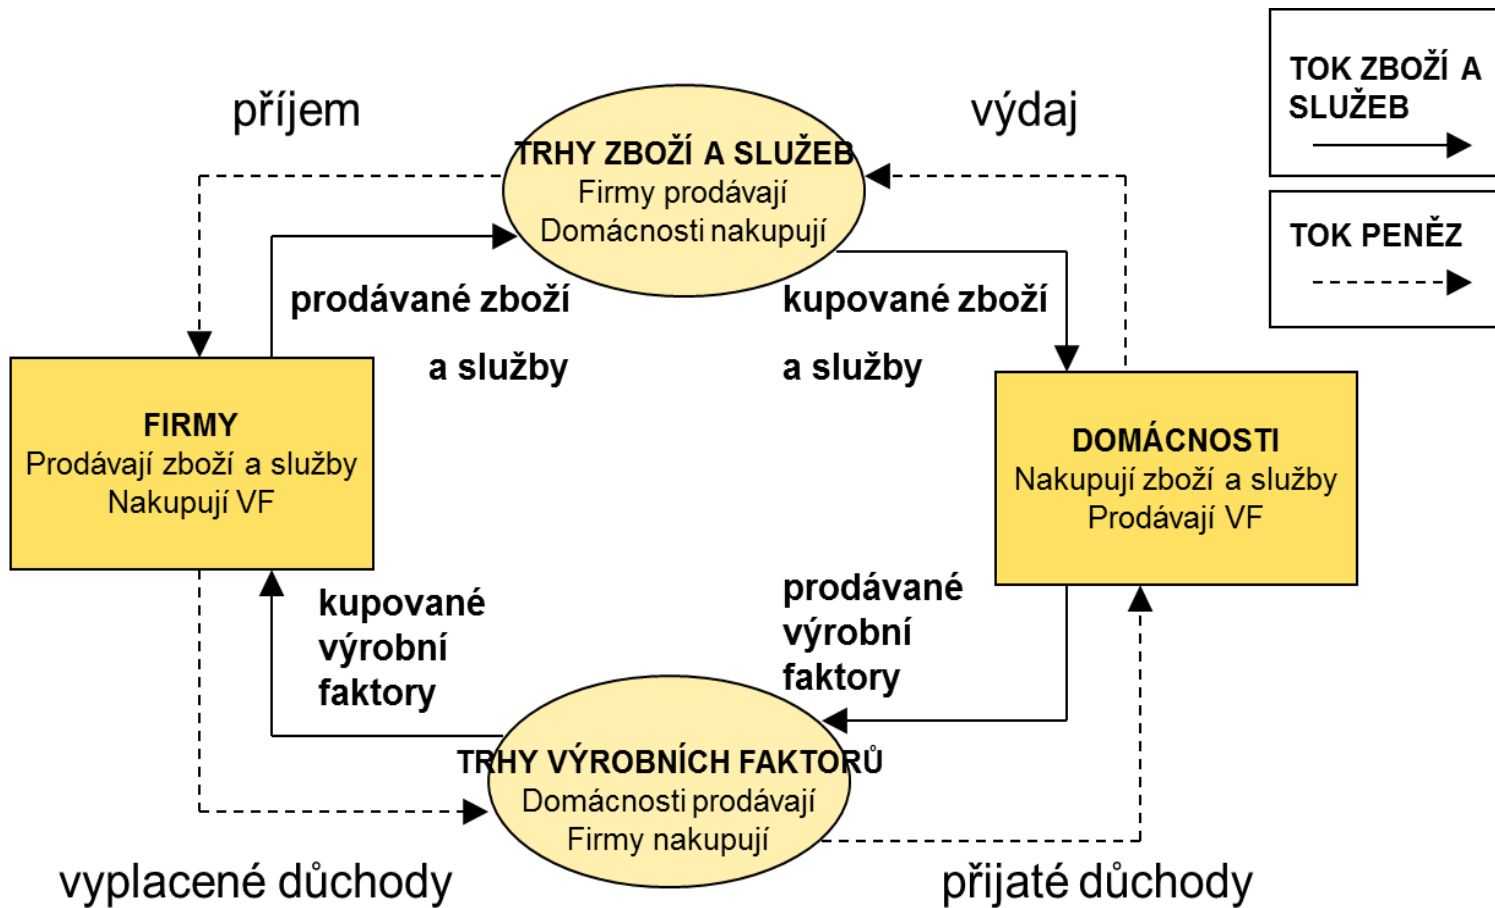 příjem
výdaj
TOK ZBOŽÍ A
SLUŽEB
TOK PENĚZ
TRHY ZBOŽÍ A SLUŽEB
Firmy prodávají
Domácnosti nakupují
prodávané zboží
a služby
kupované zboží
a služby
FIRMY
Prodávají zboží a služby
Nakupují VF
DOMÁCNOSTI
Nakupují zboží a služby
Prodávají VF
kupované
výrobní
faktory
prodávané
výrobní
faktory
TRHY VÝROBNÍCH FAKTORŮ
Domácnosti prodávají
Firmy nakupují
vyplacené důchody
přijaté důchody